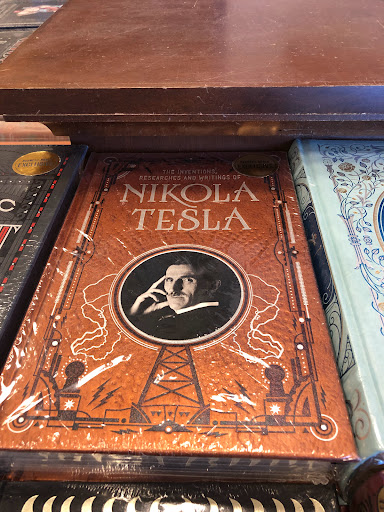 THE INVENTIONS,
RESEARCHES AND WRITINGS OF
NIKOLA
TESLA